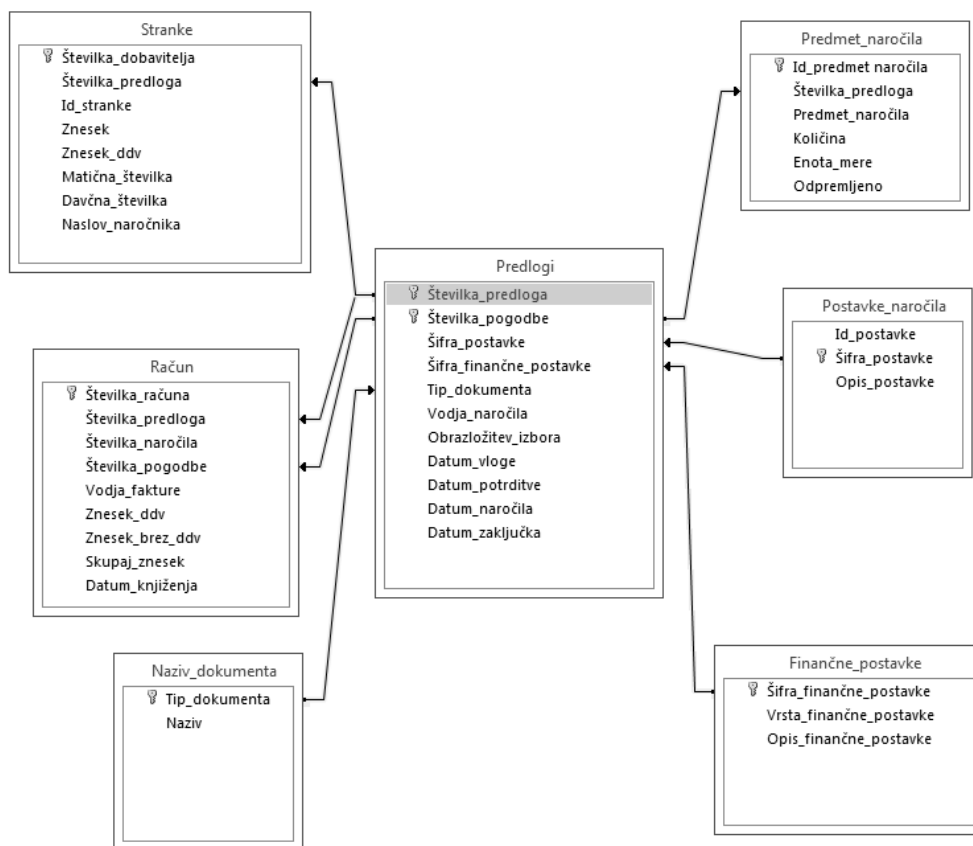 Stranke
Številka_dobavitelja
Številka_predloga
Id_stranke
Znesek
Znesek_ddv
Matična_številka
Davčna_številka
Naslov_naročnika
Predmet_naročila
Id_predmet naročila
Številka_predloga
Predmet_naročila
Količina
Enota_mere
Odpremljeno
Predlogi
Številka_predloga
Številka_pogodbe
Šifra_postavke
Šifra_finančne_postavke
Tip_dokumenta
Vodja_naročila
Obrazložitev_izbora
Datum_vloge
Datum_potrditve
Datum_naročila
Datum_zaključka
Postavke_naročila
Id_postavke
Šifra_postavke
Opis_postavke
Račun
Številka_računa
Številka_predloga
Številka_naročila
Številka_pogodbe
Vodja_fakture
Znesek_ddv
Znesek_brez_ddv
Skupaj_znesek
Datum_knjiženja
Naziv_dokumenta
Tip_dokumenta
Naziv
Finančne_postavke
Šifra_finančne_postavke
Vrsta_finančne_postavke
Opis_finančne_postavke